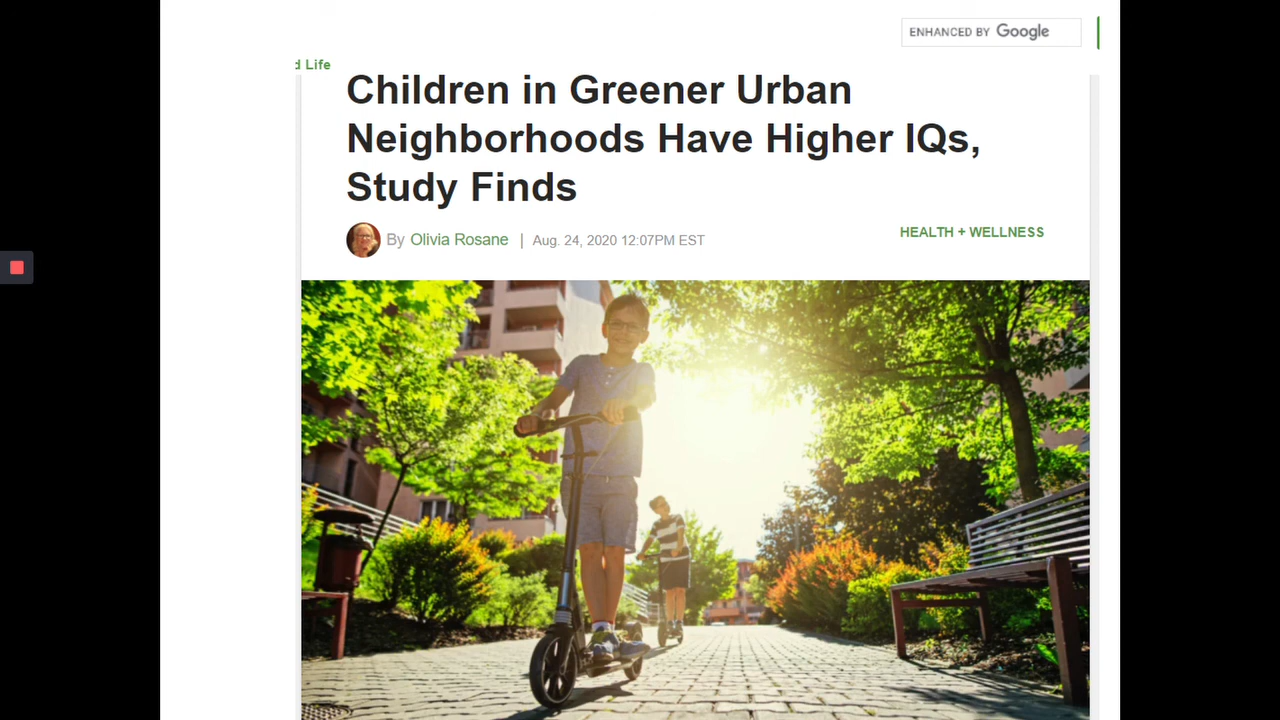 ENHANCED BY Google
d Life
Children in Greener Urban
Neighborhoods Have Higher IQs,
Study Finds
By Olivia Rosane | Aug. 24, 2020 12:07PM EST
HEALTH + WELLNESS